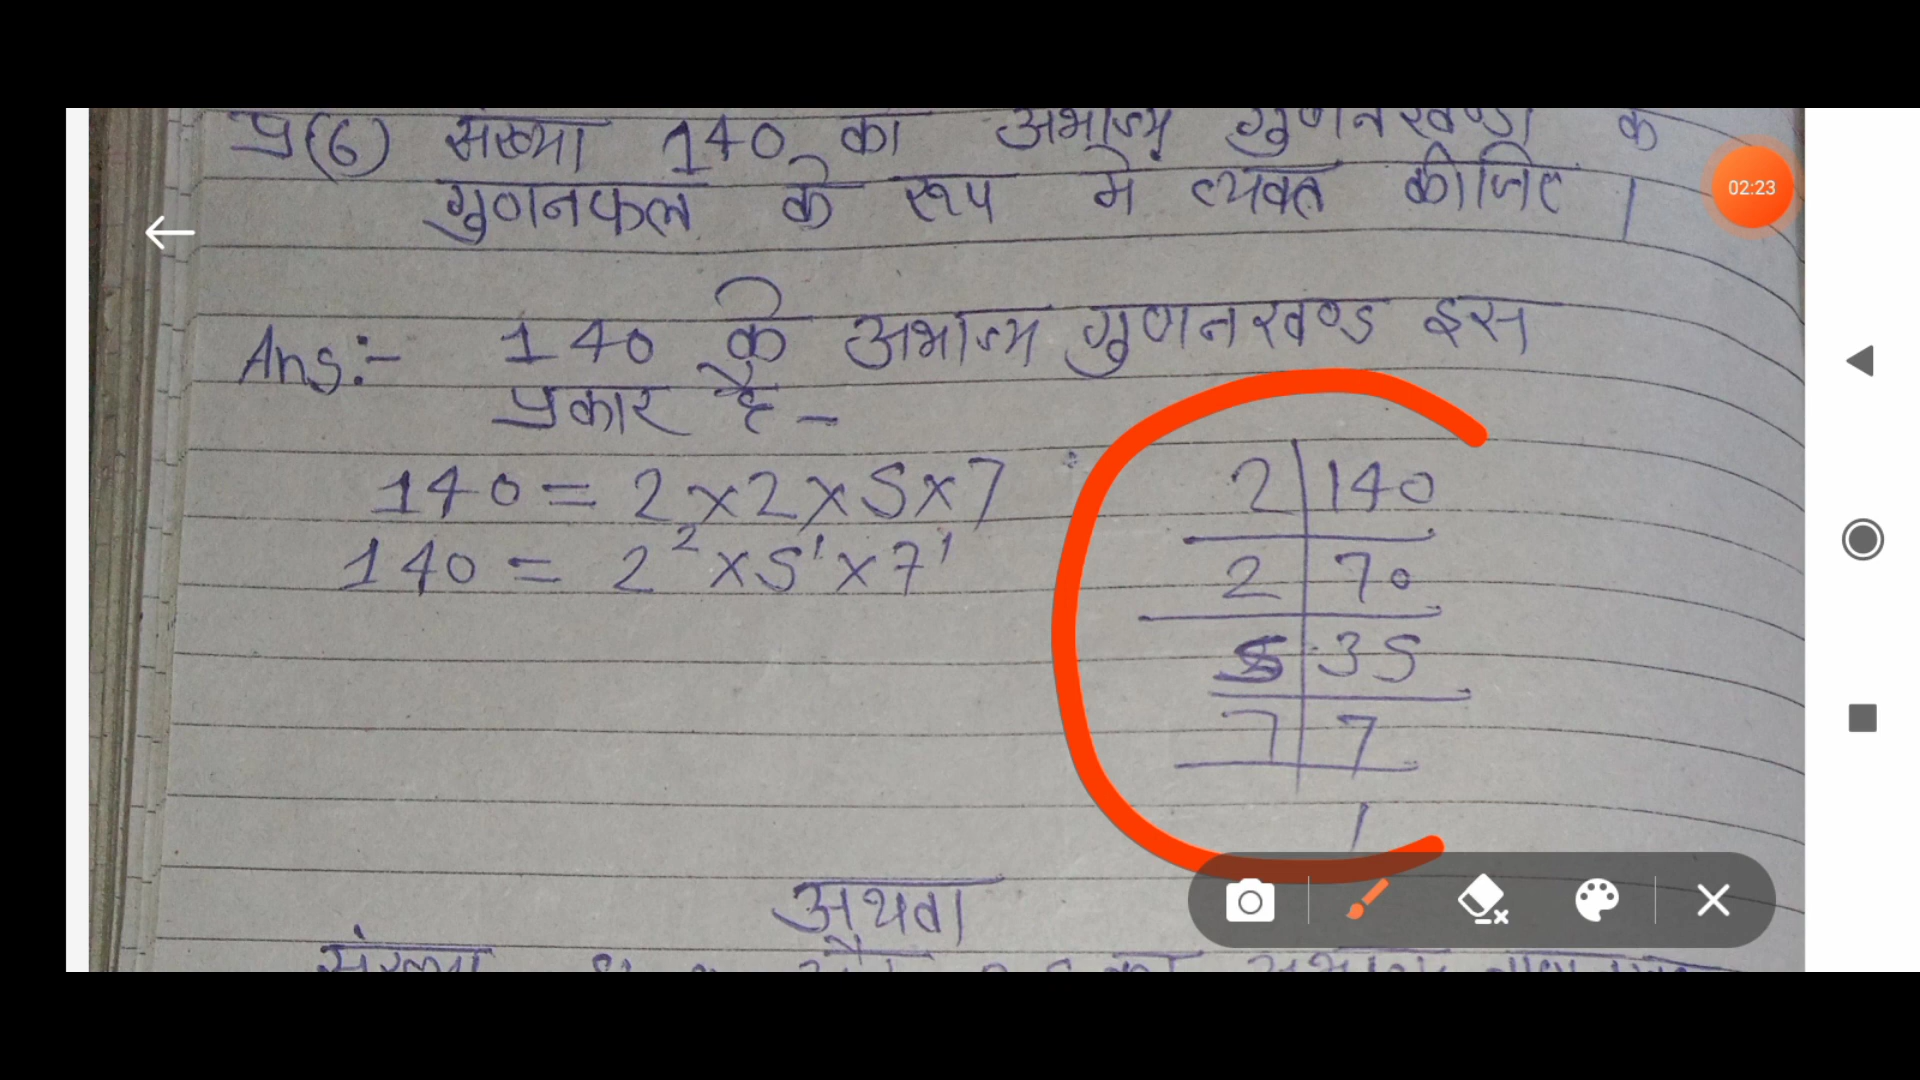 प्र(6) संख्या 140 का अभाज्य गुणनखण्डो के
गुणनफल के रूप मे व्यक्त कीजिए |
02:23
Ans:- 140 के अभाज्य गुणनखण्ड इस
प्रकार है -
140 = 2×2×5×7
140 = 2² × 5¹ × 7¹
2 | 140
2 | 70
5 | 35
7 | 7
1
अथवा
संख्या